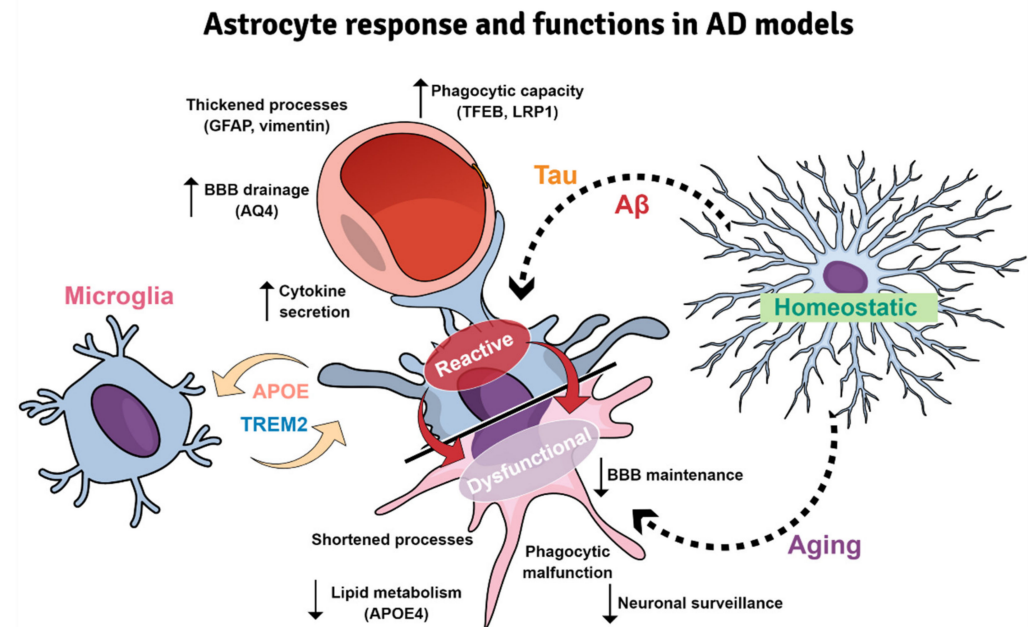 Astrocyte response and functions in AD models
Phagocytic capacity
(TFEB, LRP1)
Thickened processes
(GFAP, vimentin)
BBB drainage
(AQ4)
Tau
Aβ
Cytokine
secretion
Microglia
Homeostatic
Reactive
APOE
TREM2
Dysfunctional
BBB maintenance
Aging
Shortened processes
Phagocytic
malfunction
Lipid metabolism
(APOE4)
Neuronal surveillance